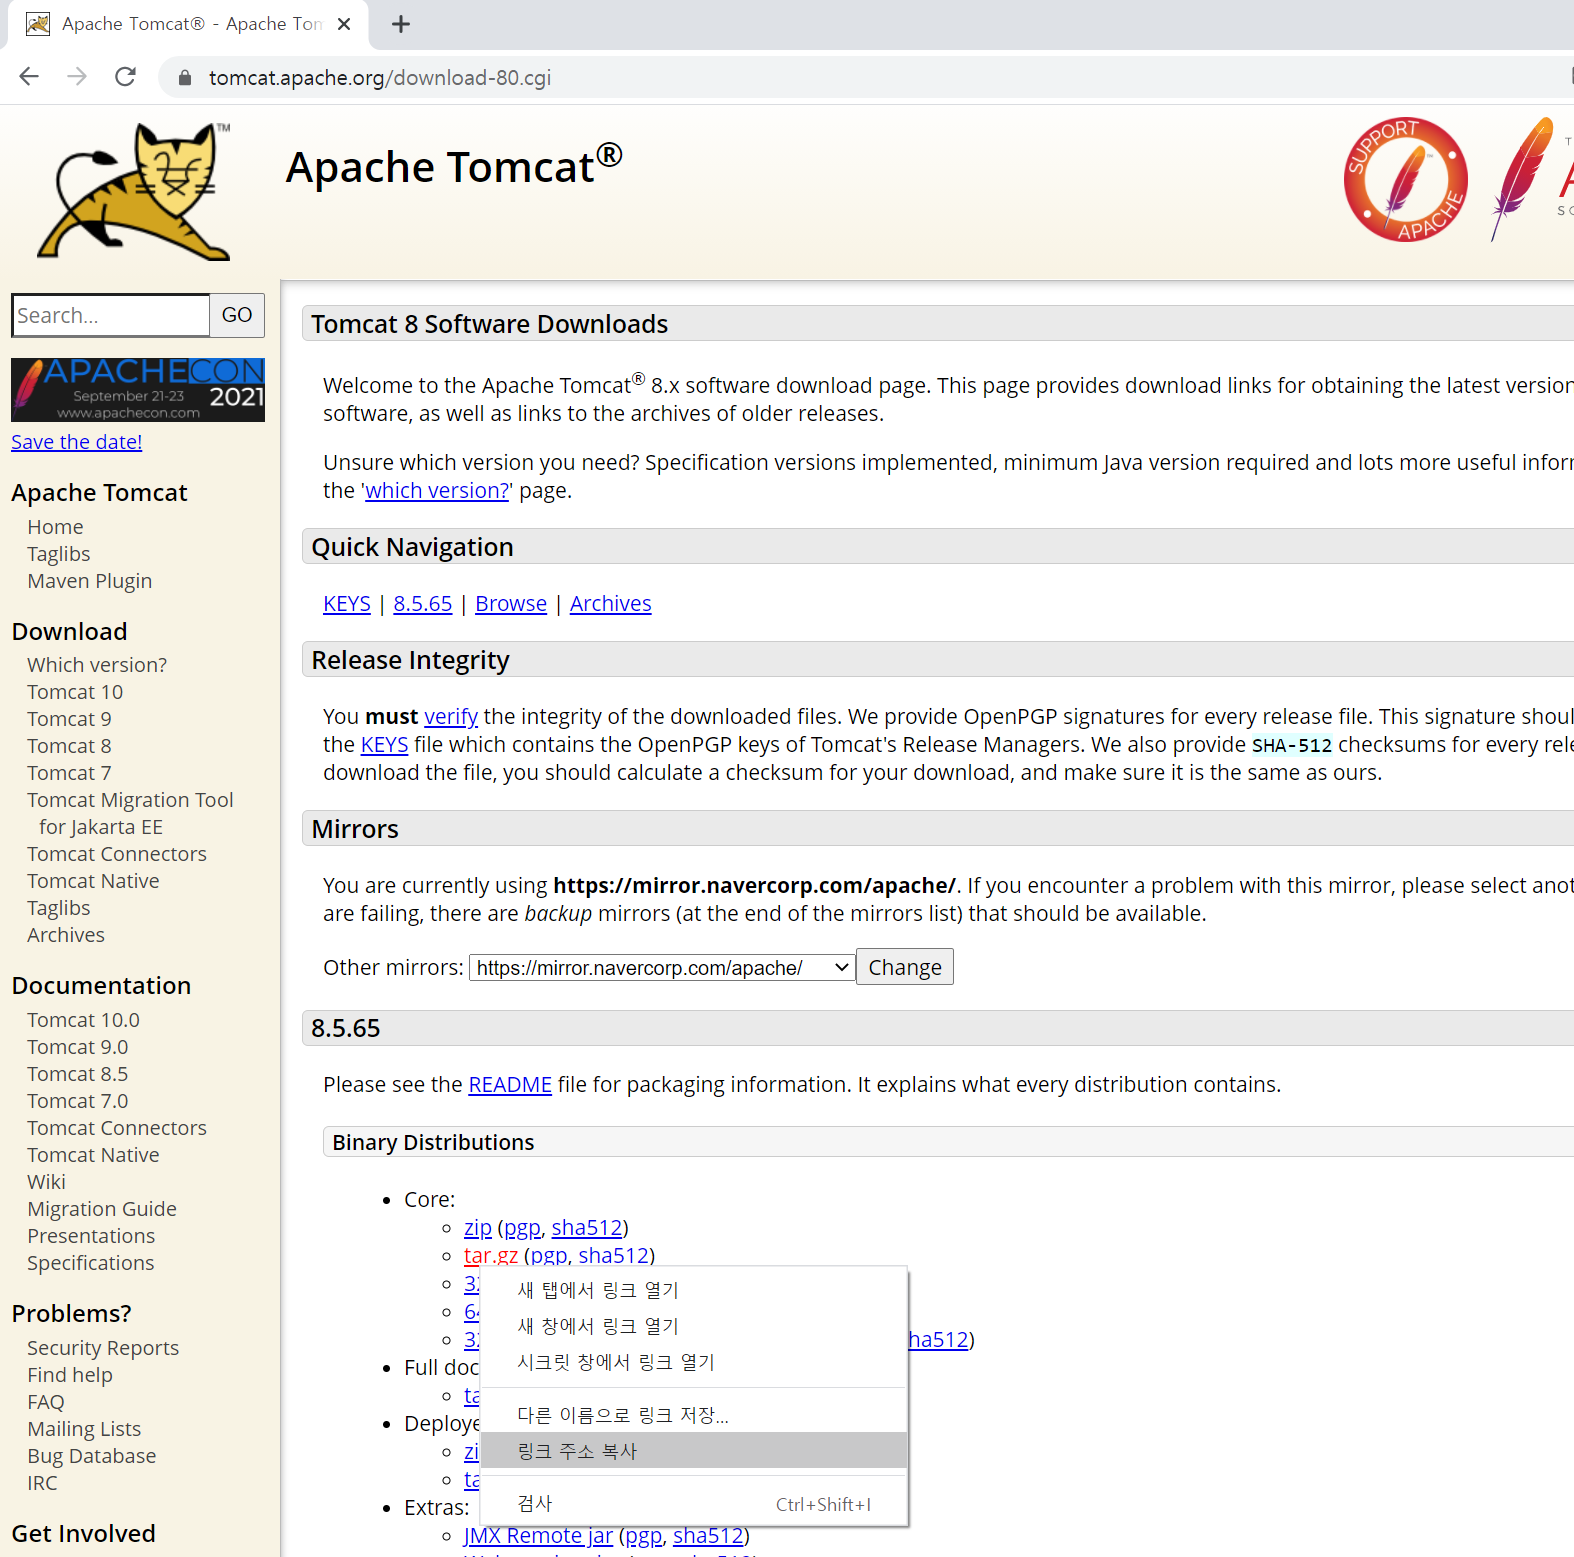 Apache Tomcat® - Apache Tom
tomcat.apache.org/download-80.cgi
TM
Apache Tomcat®
SUPPORT
APACHE
Search...
GO
APACHECON
September 21-23
2021
www.apachecon.com
Save the date!
Apache Tomcat
Home
Taglibs
Maven Plugin
Download
Which version?
Tomcat 10
Tomcat 9
Tomcat 8
Tomcat 7
Tomcat Migration Tool
for Jakarta EE
Tomcat Connectors
Tomcat Native
Taglibs
Archives
Documentation
Tomcat 10.0
Tomcat 9.0
Tomcat 8.5
Tomcat 7.0
Tomcat Connectors
Tomcat Native
Wiki
Migration Guide
Presentations
Specifications
Problems?
Security Reports
Find help
FAQ
Mailing Lists
Bug Database
IRC
Get Involved
Tomcat 8 Software Downloads
Welcome to the Apache Tomcat® 8.x software download page. This page provides download links for obtaining the latest version
software, as well as links to the archives of older releases.
Unsure which version you need? Specification versions implemented, minimum Java version required and lots more useful infor
the 'which version?' page.
Quick Navigation
KEYS | 8.5.65 | Browse | Archives
Release Integrity
You must verify the integrity of the downloaded files. We provide OpenPGP signatures for every release file. This signature shoul
the KEYS file which contains the OpenPGP keys of Tomcat's Release Managers. We also provide SHA-512 checksums for every rele
download the file, you should calculate a checksum for your download, and make sure it is the same as ours.
Mirrors
You are currently using https://mirror.navercorp.com/apache/. If you encounter a problem with this mirror, please select anot
are failing, there are backup mirrors (at the end of the mirrors list) that should be available.
Other mirrors: https://mirror.navercorp.com/apache/ Change
8.5.65
Please see the README file for packaging information. It explains what every distribution contains.
Binary Distributions
Core:
zip (pgp, sha512)
tar.gz (pgp, sha512)
32
64
32 ha512)
Full doc
ta
Deploye
zi
ta
Extras:
JMX Remote jar (pgp, sha512)
새 탭에서 링크 열기
새 창에서 링크 열기
시크릿 창에서 링크 열기
다른 이름으로 링크 저장...
링크 주소 복사
검사 Ctrl+Shift+I